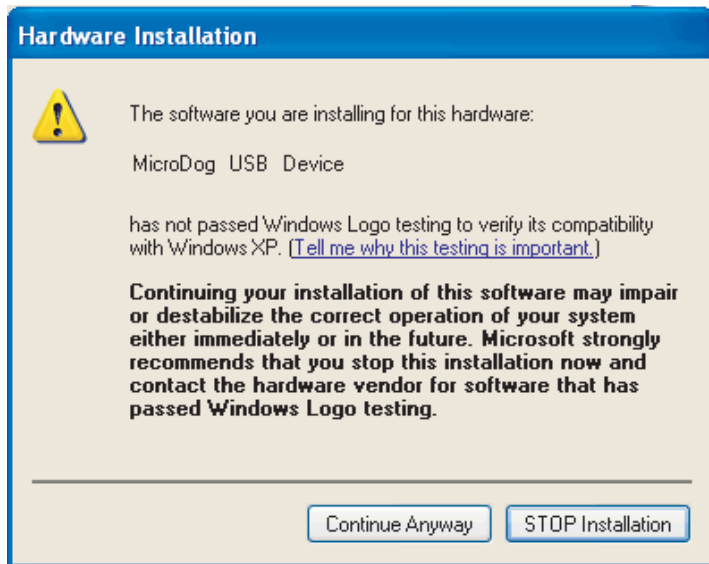 Hardware Installation
The software you are installing for this hardware:
MicroDog USB Device
has not passed Windows Logo testing to verify its compatibility
with Windows XP. (Tell me why this testing is important.)
Continuing your installation of this software may impair
or destabilize the correct operation of your system
either immediately or in the future. Microsoft strongly
recommends that you stop this installation now and
contact the hardware vendor for software that has
passed Windows Logo testing.
Continue Anyway STOP Installation